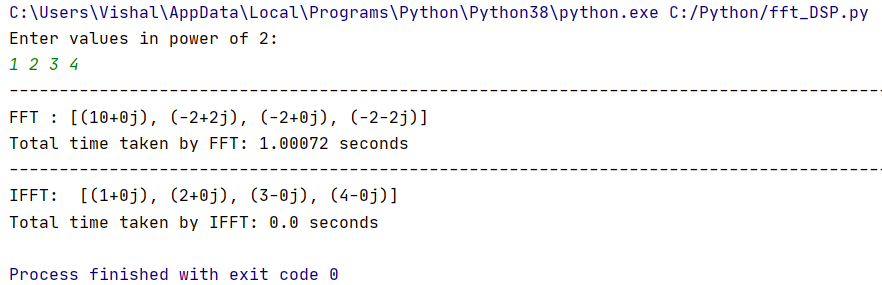 C:\Users\Vishal\AppData\Local\Programs\Python\Python38\python.exe C:/Python/fft_DSP.py
Enter values in power of 2:
1 2 3 4
---------------------------------------------------------------------------------------
FFT : [(10+0j), (-2+2j), (-2+0j), (-2-2j)]
Total time taken by FFT: 1.00072 seconds
---------------------------------------------------------------------------------------
IFFT:  [(1+0j), (2+0j), (3-0j), (4-0j)]
Total time taken by IFFT: 0.0 seconds
Process finished with exit code 0